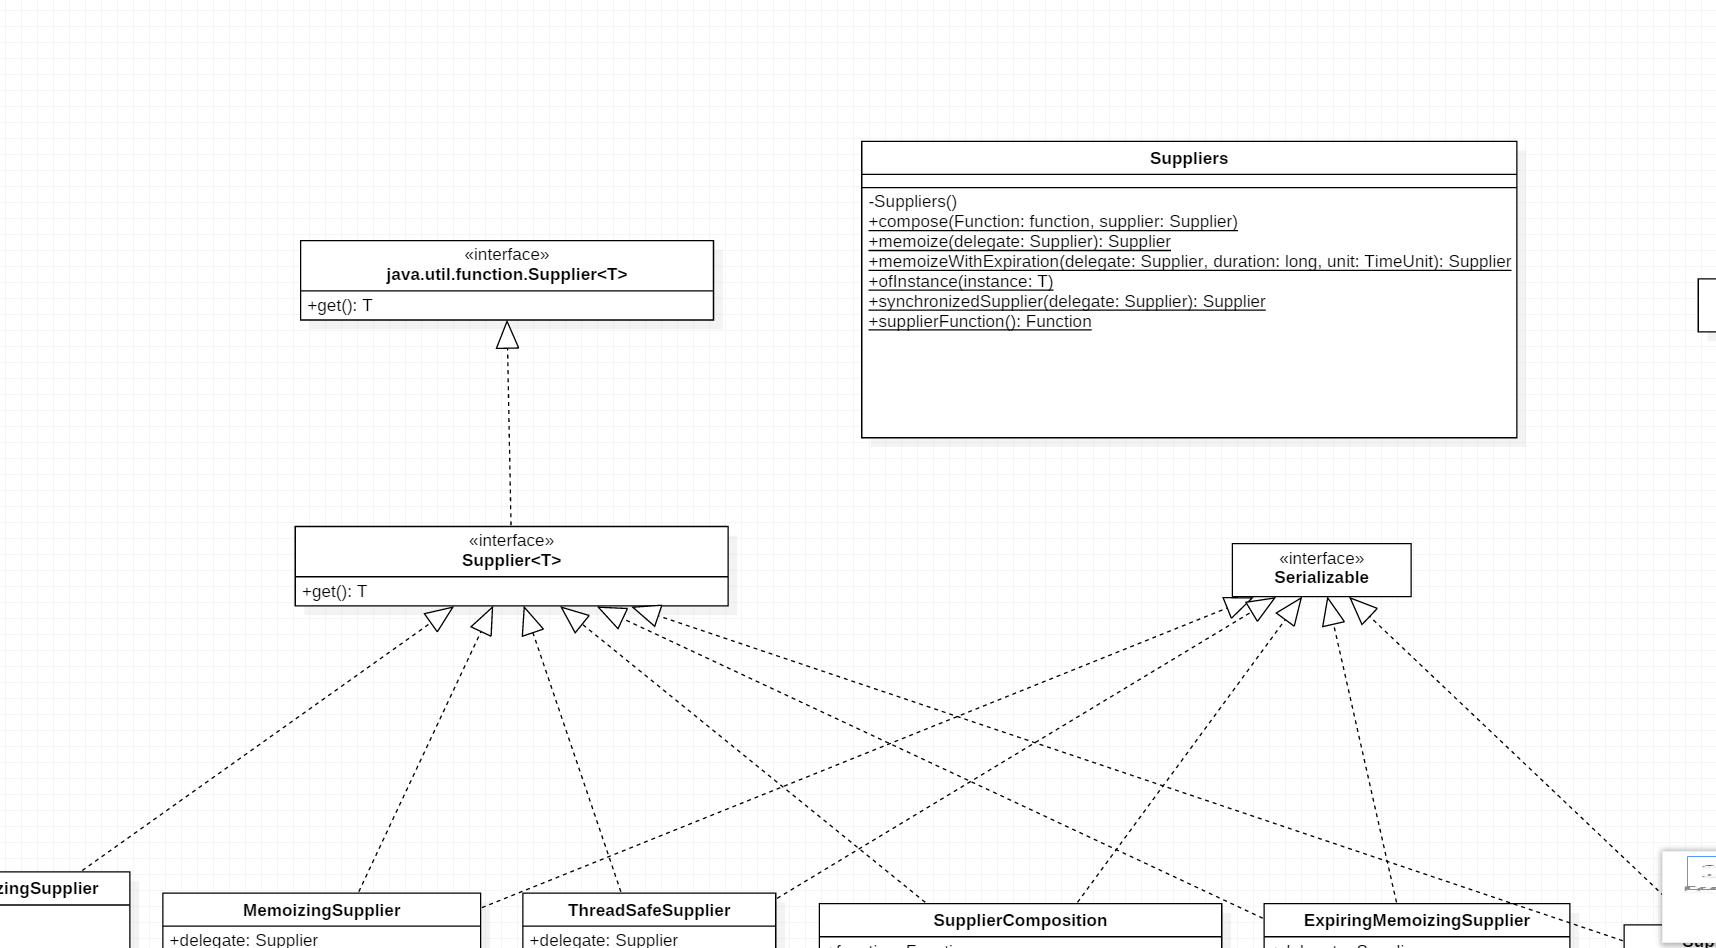 Suppliers
-Suppliers()
+compose(Function: function, supplier: Supplier)
+memoize(delegate: Supplier): Supplier
+memoizeWithExpiration(delegate: Supplier, duration: long, unit: TimeUnit): Supplier
+ofInstance(instance: T)
+synchronizedSupplier(delegate: Supplier): Supplier
+supplierFunction(): Function
«interface»
java.util.function.Supplier<T>
+get(): T
«interface»
Supplier<T>
+get(): T
«interface»
Serializable
zingSupplier
MemoizingSupplier
+delegate: Supplier
ThreadSafeSupplier
+delegate: Supplier
SupplierComposition
ExpiringMemoizingSupplier